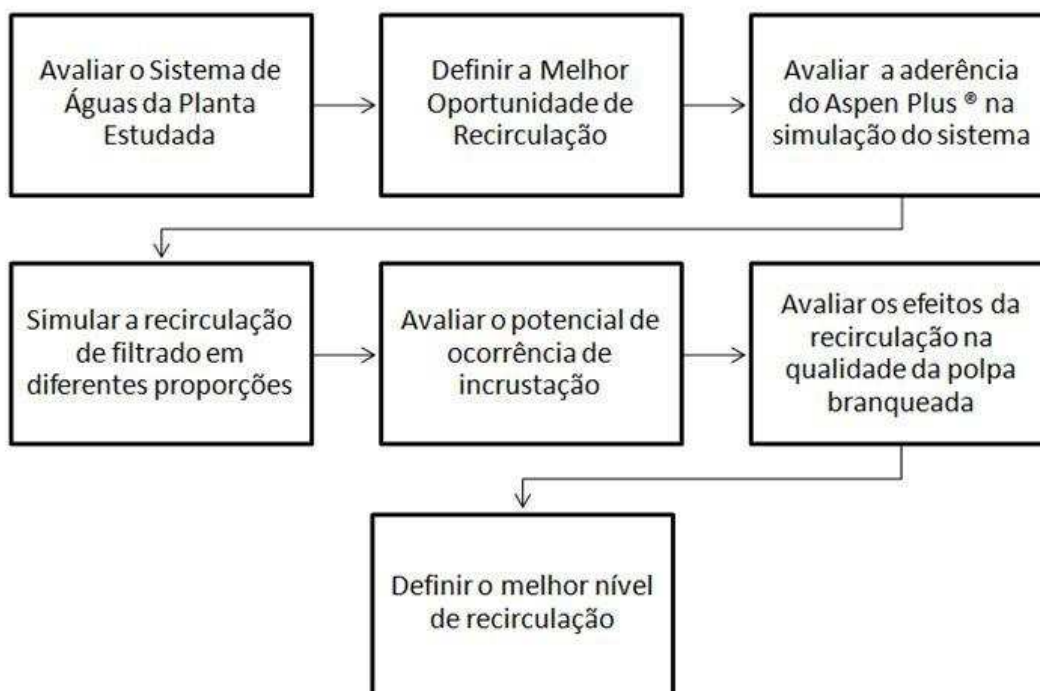 Avaliar o Sistema de
Águas da Planta
Estudada
Definir a Melhor
Oportunidade de
Recirculação
Avaliar a aderência
do Aspen Plus ® na
simulação do sistema
Simular a recirculação
de filtrado em
diferentes proporções
Avaliar o potencial de
ocorrência de
incrustação
Avaliar os efeitos da
recirculação na
qualidade da polpa
branqueada
Definir o melhor nível
de recirculação